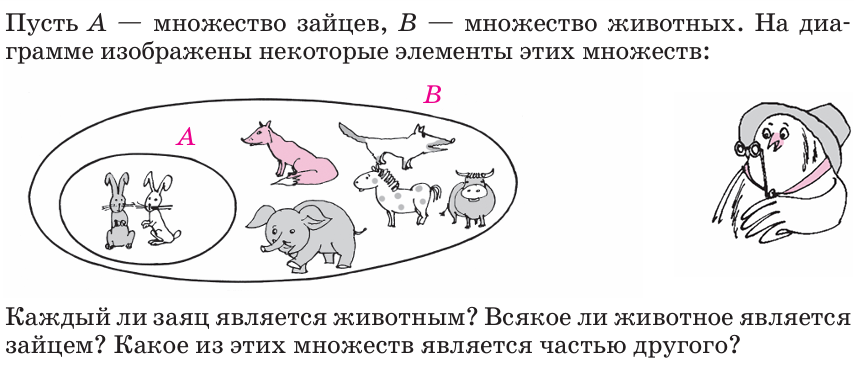 Пусть A — множество зайцев, B — множество животных. На диа-
грамме изображены некоторые элементы этих множеств:
B
A
Каждый ли заяц является животным? Всякое ли животное является
зайцем? Какое из этих множеств является частью другого?